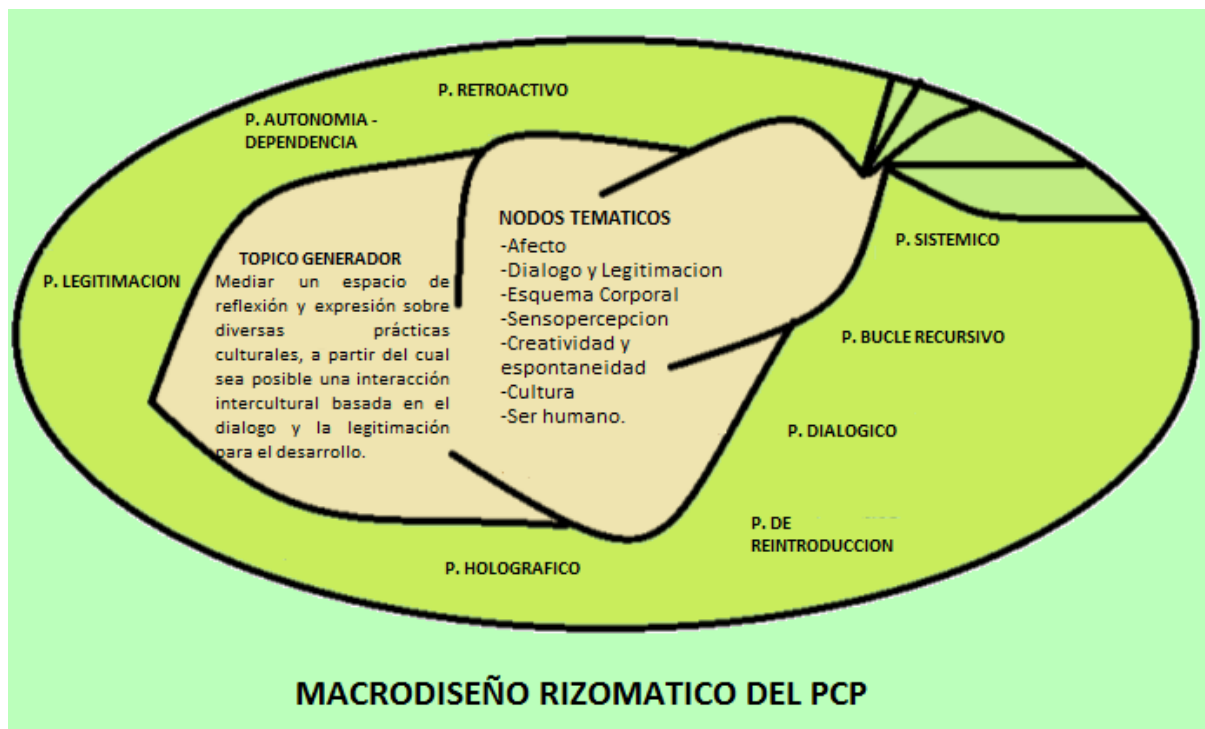 P. RETROACTIVO
P. AUTONOMIA -
DEPENDENCIA
P. LEGITIMACION
TOPICO GENERADOR
Mediar un espacio de
reflexión y expresión sobre
diversas prácticas
culturales, a partir del cual
sea posible una interacción
intercultural basada en el
dialogo y la legitimación
para el desarrollo.
NODOS TEMATICOS
-Afecto
-Dialogo y Legitimacion
-Esquema Corporal
-Sensopercepcion
-Creatividad y
espontaneidad
-Cultura
-Ser humano.
P. SISTEMICO
P. BUCLE RECURSIVO
P. DIALOGICO
P. DE
REINTRODUCCION
P. HOLOGRAFICO
MACRODISEÑO RIZOMATICO DEL PCP